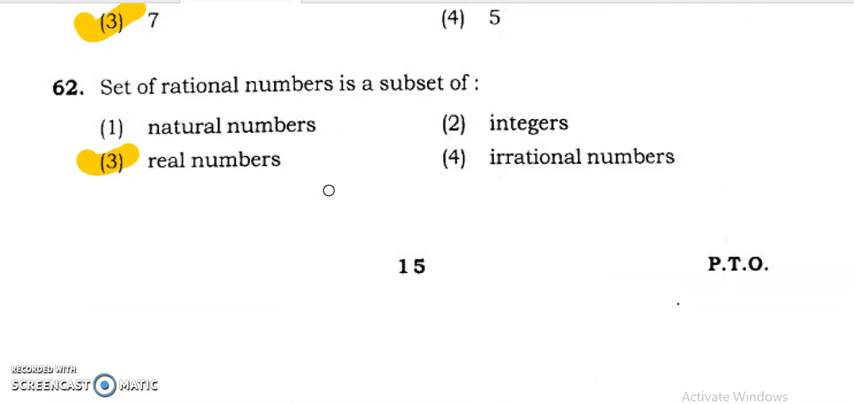 (3) 7 (4) 5
62. Set of rational numbers is a subset of :
(1) natural numbers (2) integers
(3) real numbers (4) irrational numbers
15 P.T.O.
RECORDED WITH
SCREENCAST MATIC
Activate Windows